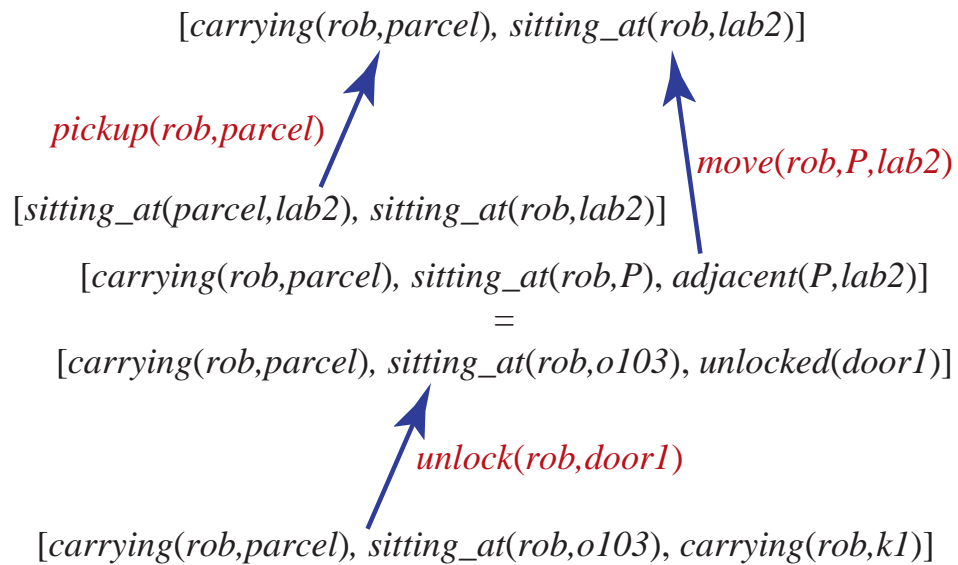 [carrying(rob,parcel), sitting_at(rob,lab2)]
pickup(rob,parcel)
move(rob,P,lab2)
[sitting_at(parcel,lab2), sitting_at(rob,lab2)]
[carrying(rob,parcel), sitting_at(rob,P), adjacent(P,lab2)]
=
[carrying(rob,parcel), sitting_at(rob,o103), unlocked(door1)]
unlock(rob,door1)
[carrying(rob,parcel), sitting_at(rob,o103), carrying(rob,k1)]